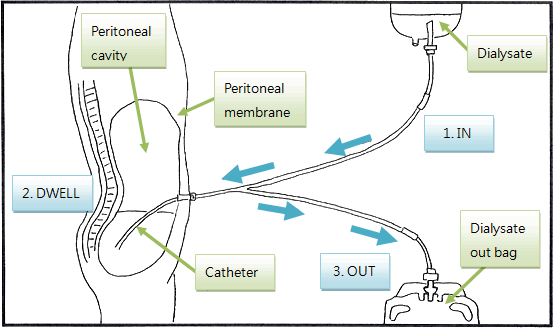 Peritoneal
cavity
Dialysate
Peritoneal
membrane
1. IN
2. DWELL
Dialysate
out bag
Catheter
3. OUT